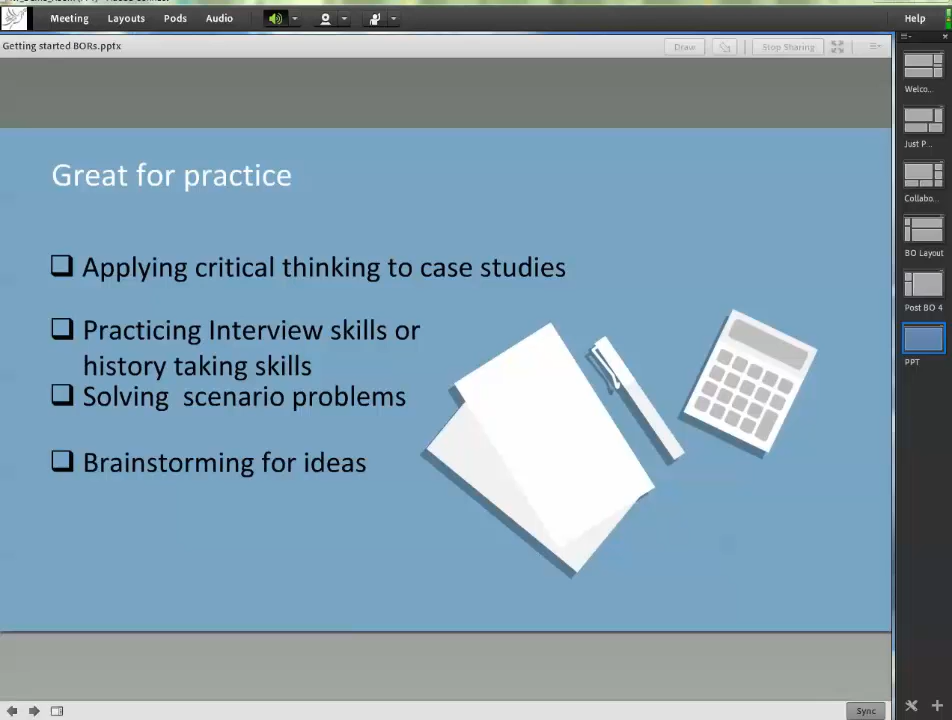 Meeting Layouts Pods Audio Help
Getting started BORs.pptx Draw Stop Sharing
Great for practice
Applying critical thinking to case studies
Practicing Interview skills or
history taking skills
Solving scenario problems
Brainstorming for ideas
Welco...
Just P...
Collabo...
BO Layout
Post BO 4
PPT
Sync